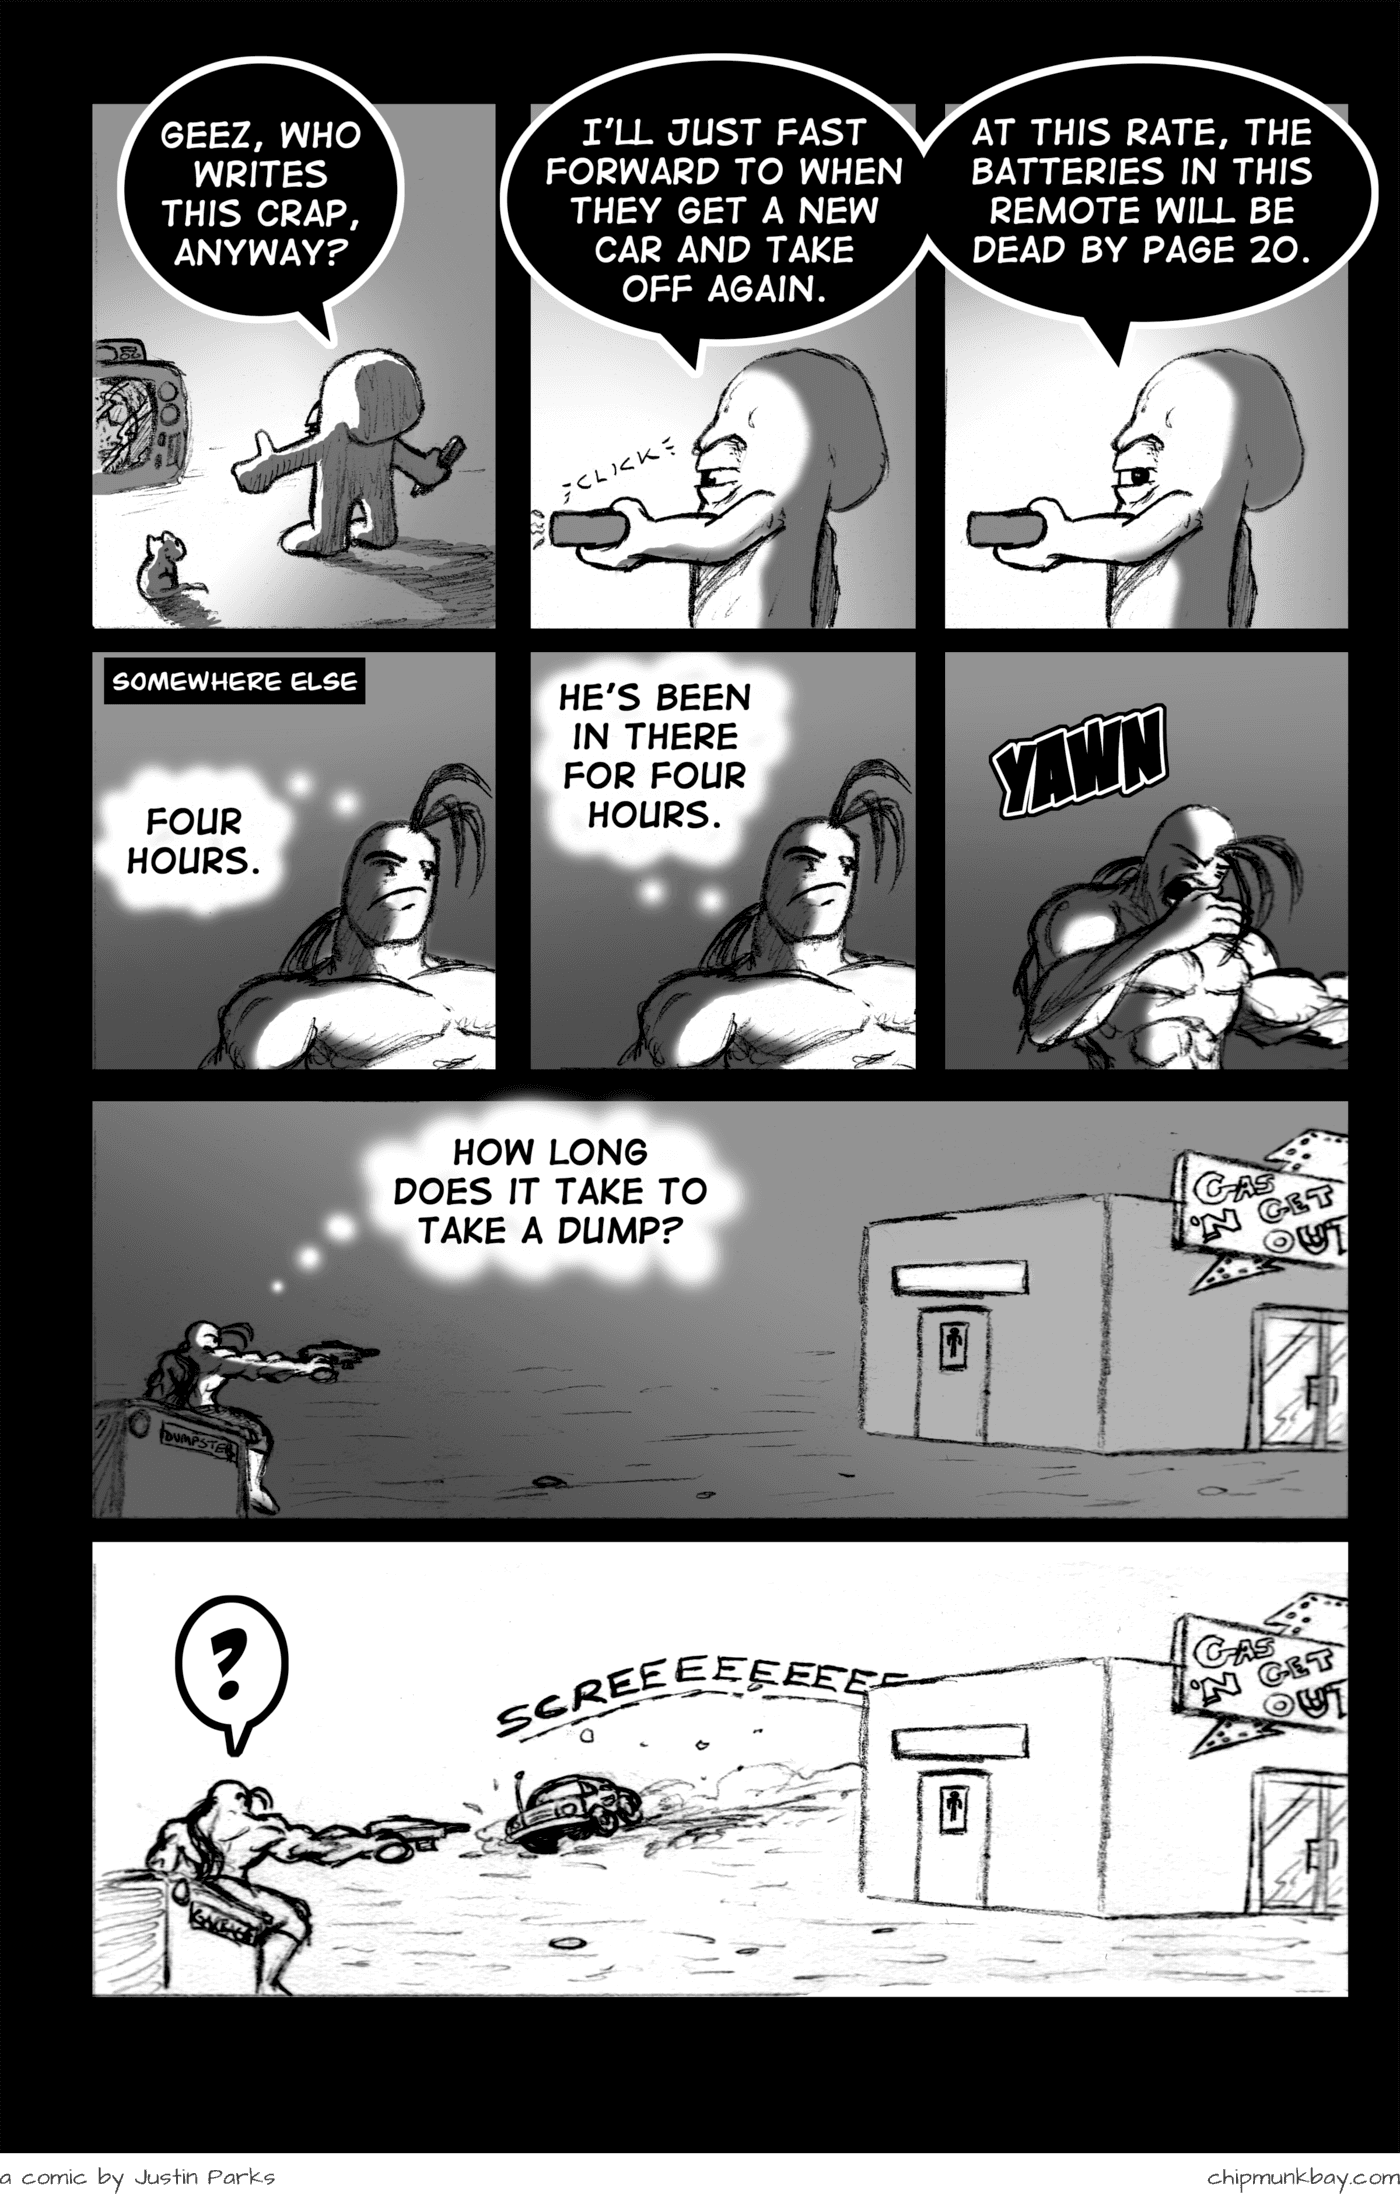 GEEZ, WHO
WRITES
THIS CRAP,
ANYWAY?
I'LL JUST FAST
FORWARD TO WHEN
THEY GET A NEW
CAR AND TAKE
OFF AGAIN.
AT THIS RATE, THE
BATTERIES IN THIS
REMOTE WILL BE
DEAD BY PAGE 20.
CLICK
SOMEWHERE ELSE
FOUR
HOURS.
HE'S BEEN
IN THERE
FOR FOUR
HOURS.
YAWN
HOW LONG
DOES IT TAKE TO
TAKE A DUMP?
GAS
'N GET
OUT
DUMPSTER
?
SCREEEEEEEEE
GAS
'N GET
OUT
a comic by Justin Parks
chipmunkbay.com